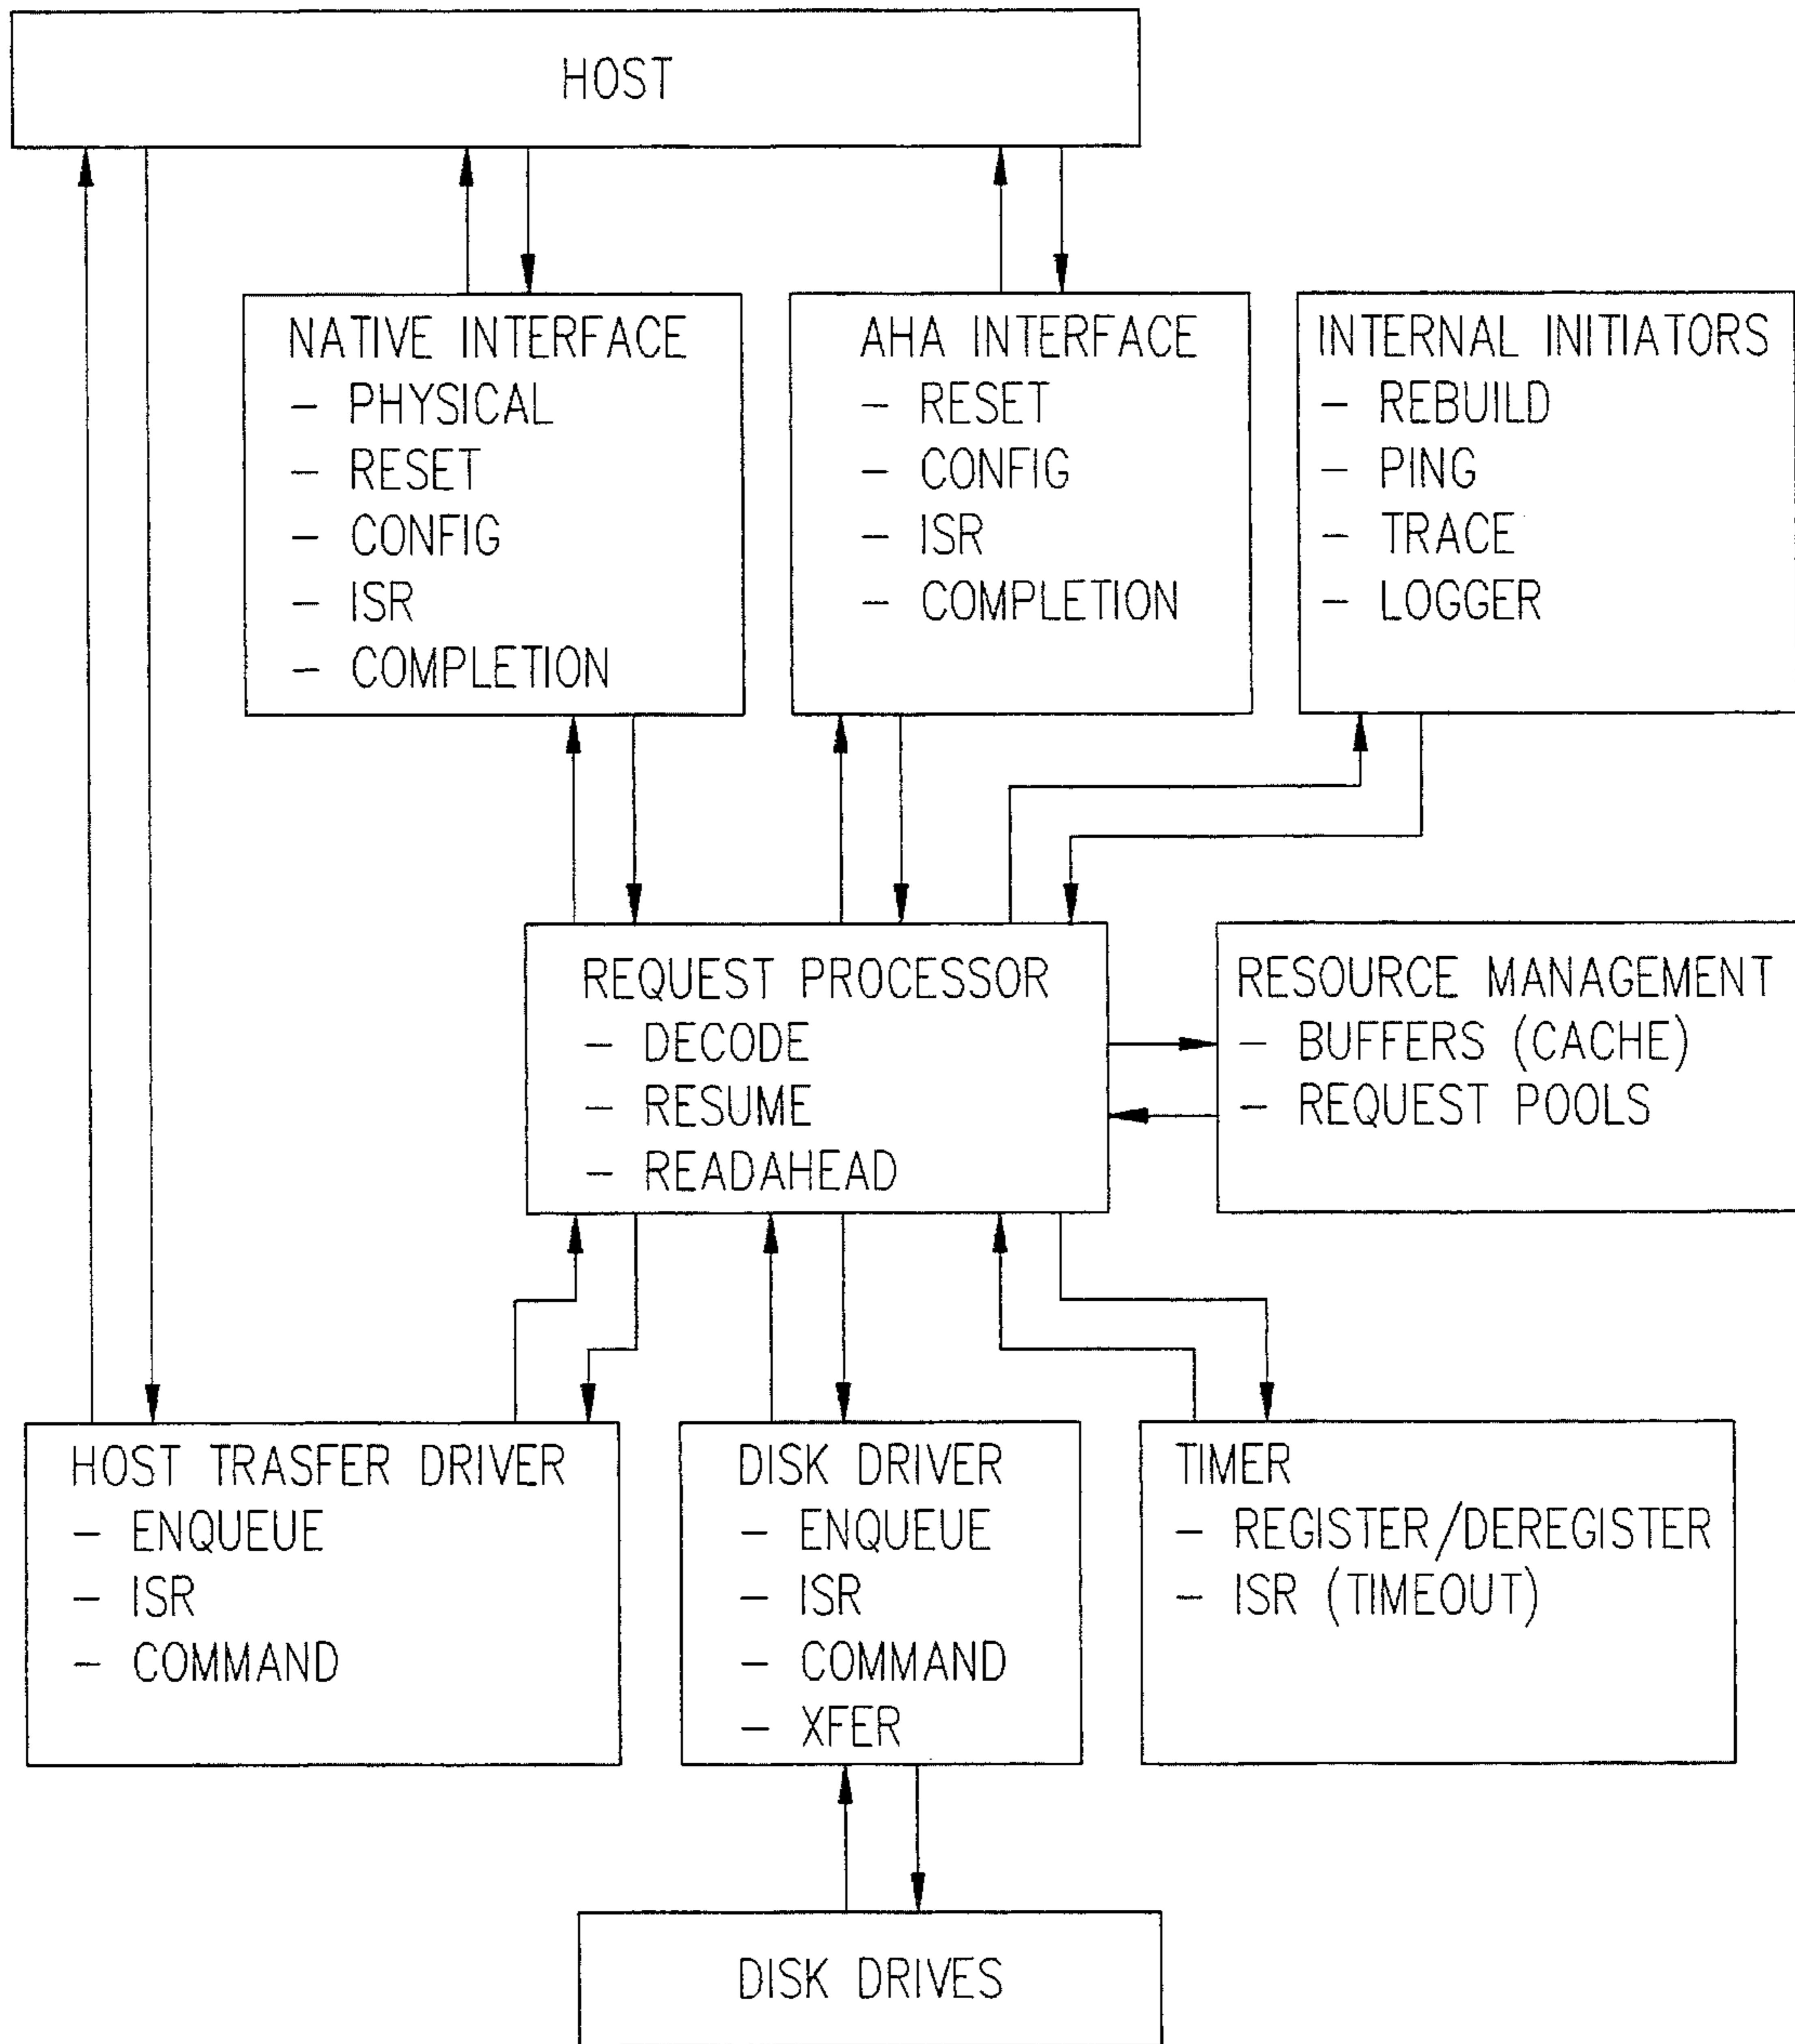 HOST
NATIVE INTERFACE
- PHYSICAL
- RESET
- CONFIG
- ISR
- COMPLETION
AHA INTERFACE
- RESET
- CONFIG
- ISR
- COMPLETION
INTERNAL INITIATORS
- REBUILD
- PING
- TRACE
- LOGGER
REQUEST PROCESSOR
- DECODE
- RESUME
- READAHEAD
RESOURCE MANAGEMENT
- BUFFERS (CACHE)
- REQUEST POOLS
HOST TRASFER DRIVER
- ENQUEUE
- ISR
- COMMAND
DISK DRIVER
- ENQUEUE
- ISR
- COMMAND
- XFER
TIMER
- REGISTER/DEREGISTER
- ISR (TIMEOUT)
DISK DRIVES